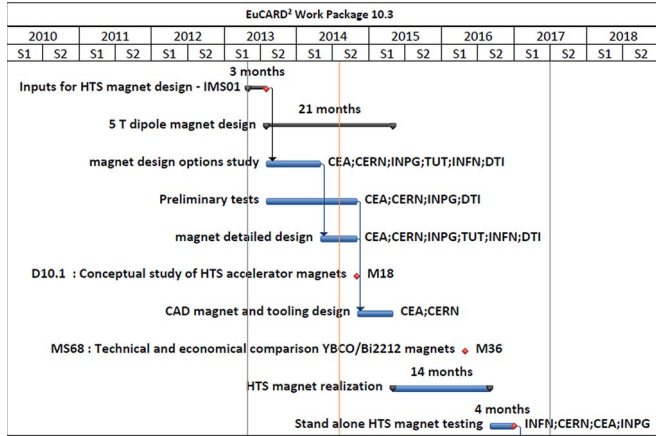 EuCARD² Work Package 10.3
2010 2011 2012 2013 2014 2015 2016 2017 2018
S1 S2 S1 S2 S1 S2 S1 S2 S1 S2 S1 S2 S1 S2 S1 S2 S1 S2
3 months
Inputs for HTS magnet design - IMS01
21 months
5 T dipole magnet design
magnet design options study CEA;CERN;INPG;TUT;INFN;DTI
Preliminary tests CEA;CERN;INPG;DTI
magnet detailed design CEA;CERN;INPG;TUT;INFN;DTI
D10.1 : Conceptual study of HTS accelerator magnets M18
CAD magnet and tooling design CEA;CERN
MS68 : Technical and economical comparison YBCO/Bi2212 magnets M36
14 months
HTS magnet realization
4 months
Stand alone HTS magnet testing INFN;CERN;CEA;INPG